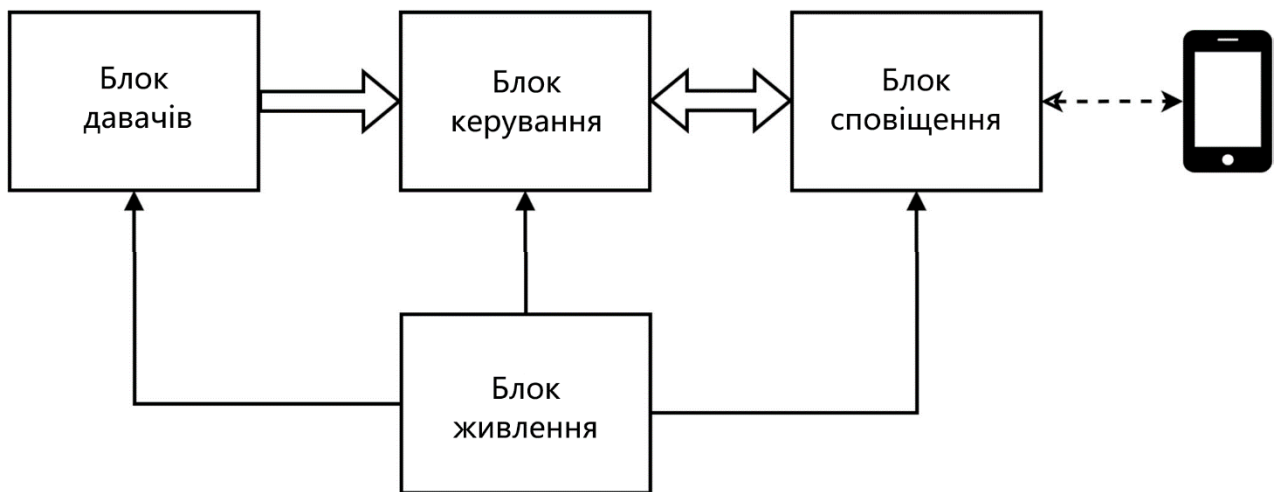 Блок
давачів
Блок
керування
Блок
сповіщення
Блок
живлення